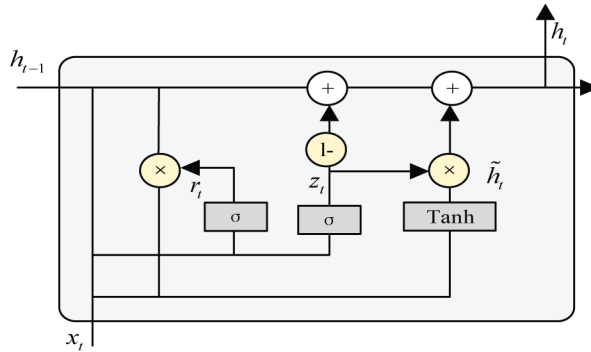 h_t
h_{t-1}
+ +
1-
× ×
r_t z_t h̃_t
σ σ Tanh
x_t